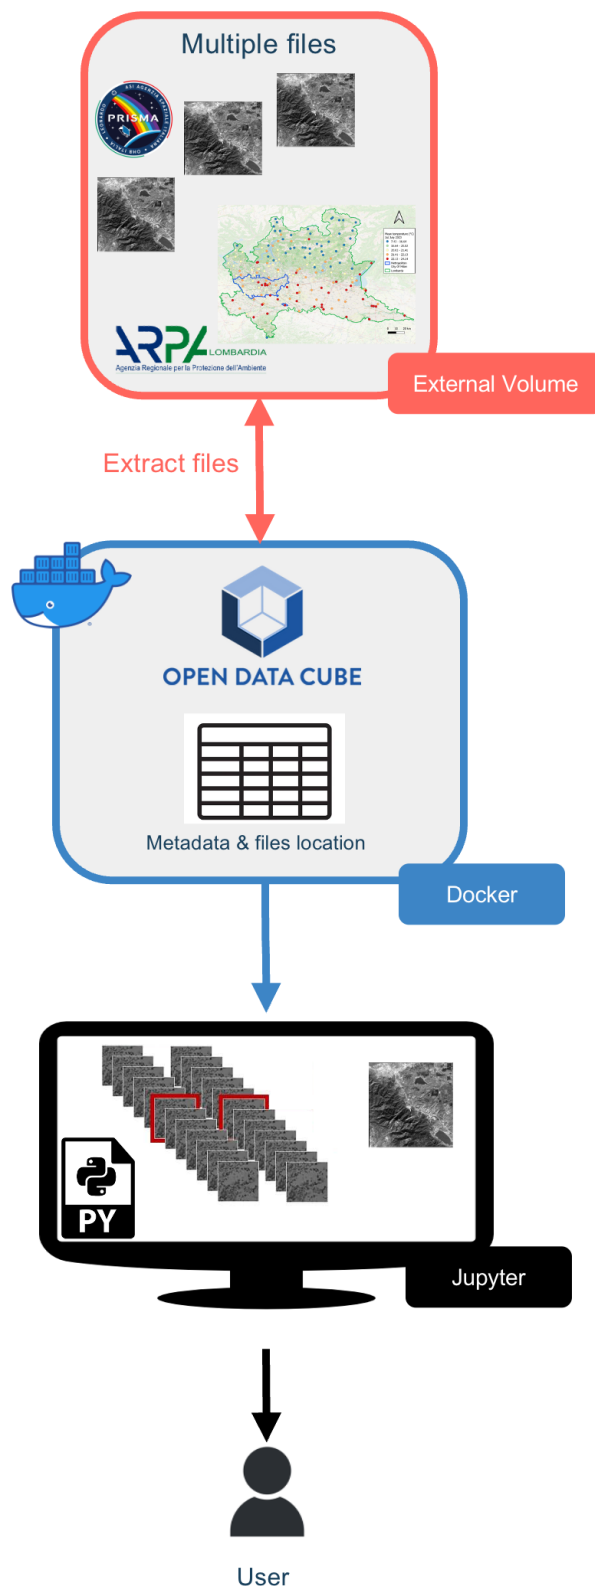 Multiple files
PRISMA
ARPA
LOMBARDIA
Agenzia Regionale per la Protezione dell'Ambiente
External Volume
Extract files
OPEN DATA CUBE
Metadata & files location
Docker
PY
Jupyter
User